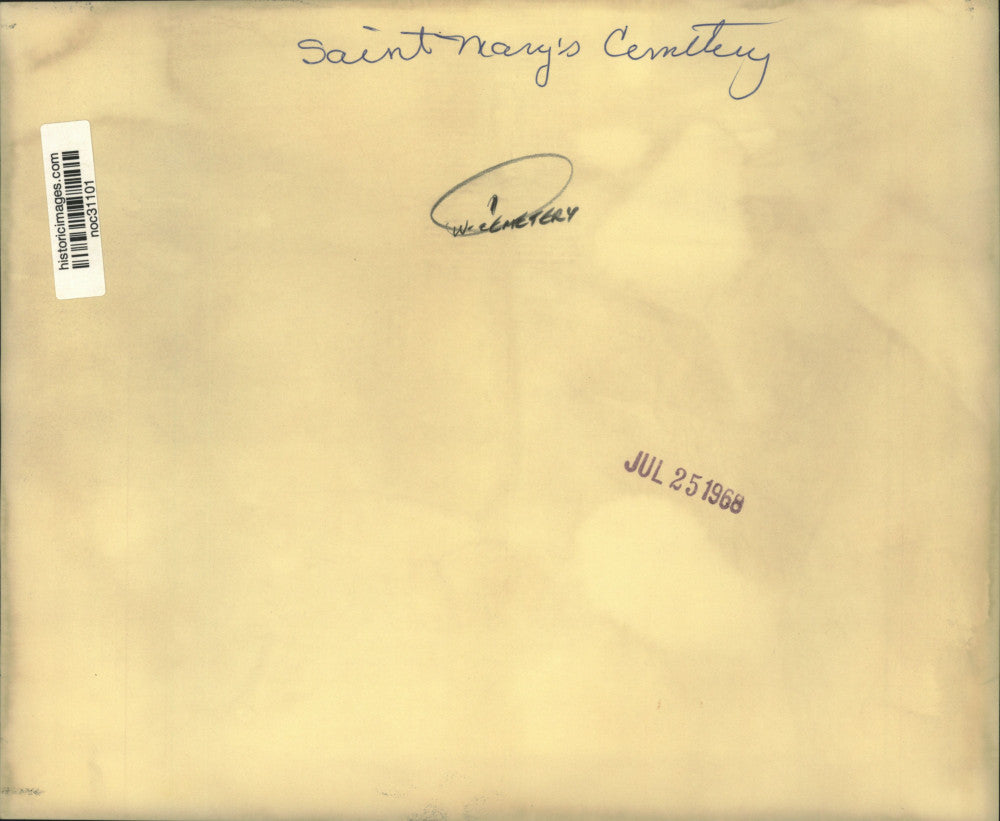 Saint Mary's Cemetery
historicimages.com
noc31101
CEMETERY
JUL 25 1968